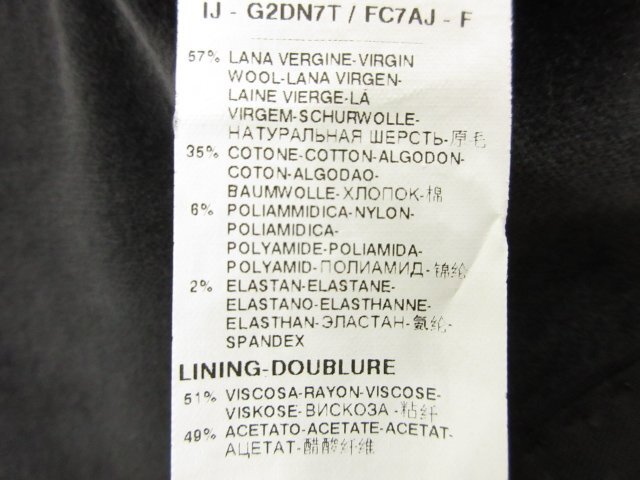 IJ - G2DN7T / FC7AJ - F
57% LANA VERGINE-VIRGIN
WOOL-LANA VIRGEN-
LAINE VIERGE-LÃ
VIRGEM-SCHURWOLLE-
НАТУРАЛЬНАЯ ШЕРСТЬ-原毛
35% COTONE-COTTON-ALGODON-
COTON-ALGODAO-
BAUMWOLLE-ХЛОПОК-棉
6% POLIAMMIDICA-NYLON-
POLIAMIDICA-
POLYAMIDE-POLIAMIDA-
POLYAMID-ПОЛИАМИД-锦纶
2% ELASTAN-ELASTANE-
ELASTANO-ELASTHANNE-
ELASTHAN-ЭЛАСТАН-氨纶-
SPANDEX
LINING-DOUBLURE
51% VISCOSA-RAYON-VISCOSE-
VISKOSE-ВИСКОЗА-粘纤
49% ACETATO-ACETATE-ACETAT-
АЦЕТАТ-醋酸纤维